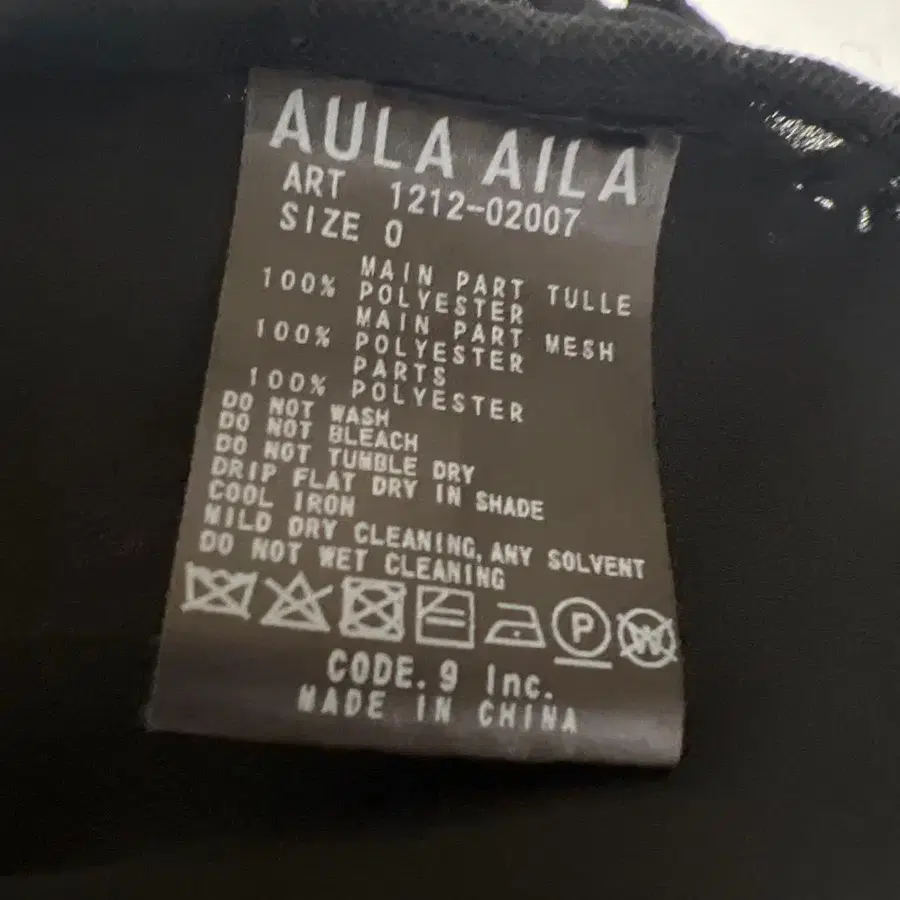 AULA AILA
ART 1212-02007
SIZE 0
MAIN PART TULLE
100% POLYESTER
MAIN PART MESH
100% POLYESTER
PARTS
100% POLYESTER
DO NOT WASH
DO NOT BLEACH
DO NOT TUMBLE DRY
DRIP FLAT DRY IN SHADE
COOL IRON
MILD DRY CLEANING, ANY SOLVENT
DO NOT WET CLEANING
P W
CODE.9 Inc.
MADE IN CHINA